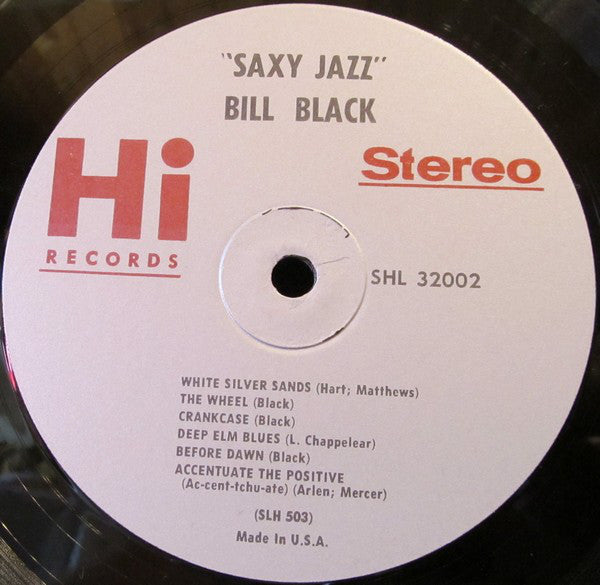 "SAXY JAZZ"
BILL BLACK
Hi
RECORDS
Stereo
SHL 32002
WHITE SILVER SANDS (Hart; Matthews)
THE WHEEL (Black)
CRANKCASE (Black)
DEEP ELM BLUES (L. Chappelear)
BEFORE DAWN (Black)
ACCENTUATE THE POSITIVE
(Ac-cent-tchu-ate) (Arlen; Mercer)
(SLH 503)
Made In U.S.A.